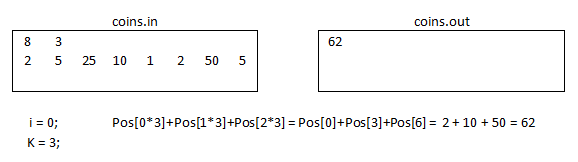 coins.in coins.out
8 3 62
2 5 25 10 1 2 50 5
i = 0; Pos[0*3]+Pos[1*3]+Pos[2*3] = Pos[0]+Pos[3]+Pos[6] = 2 + 10 + 50 = 62
K = 3;